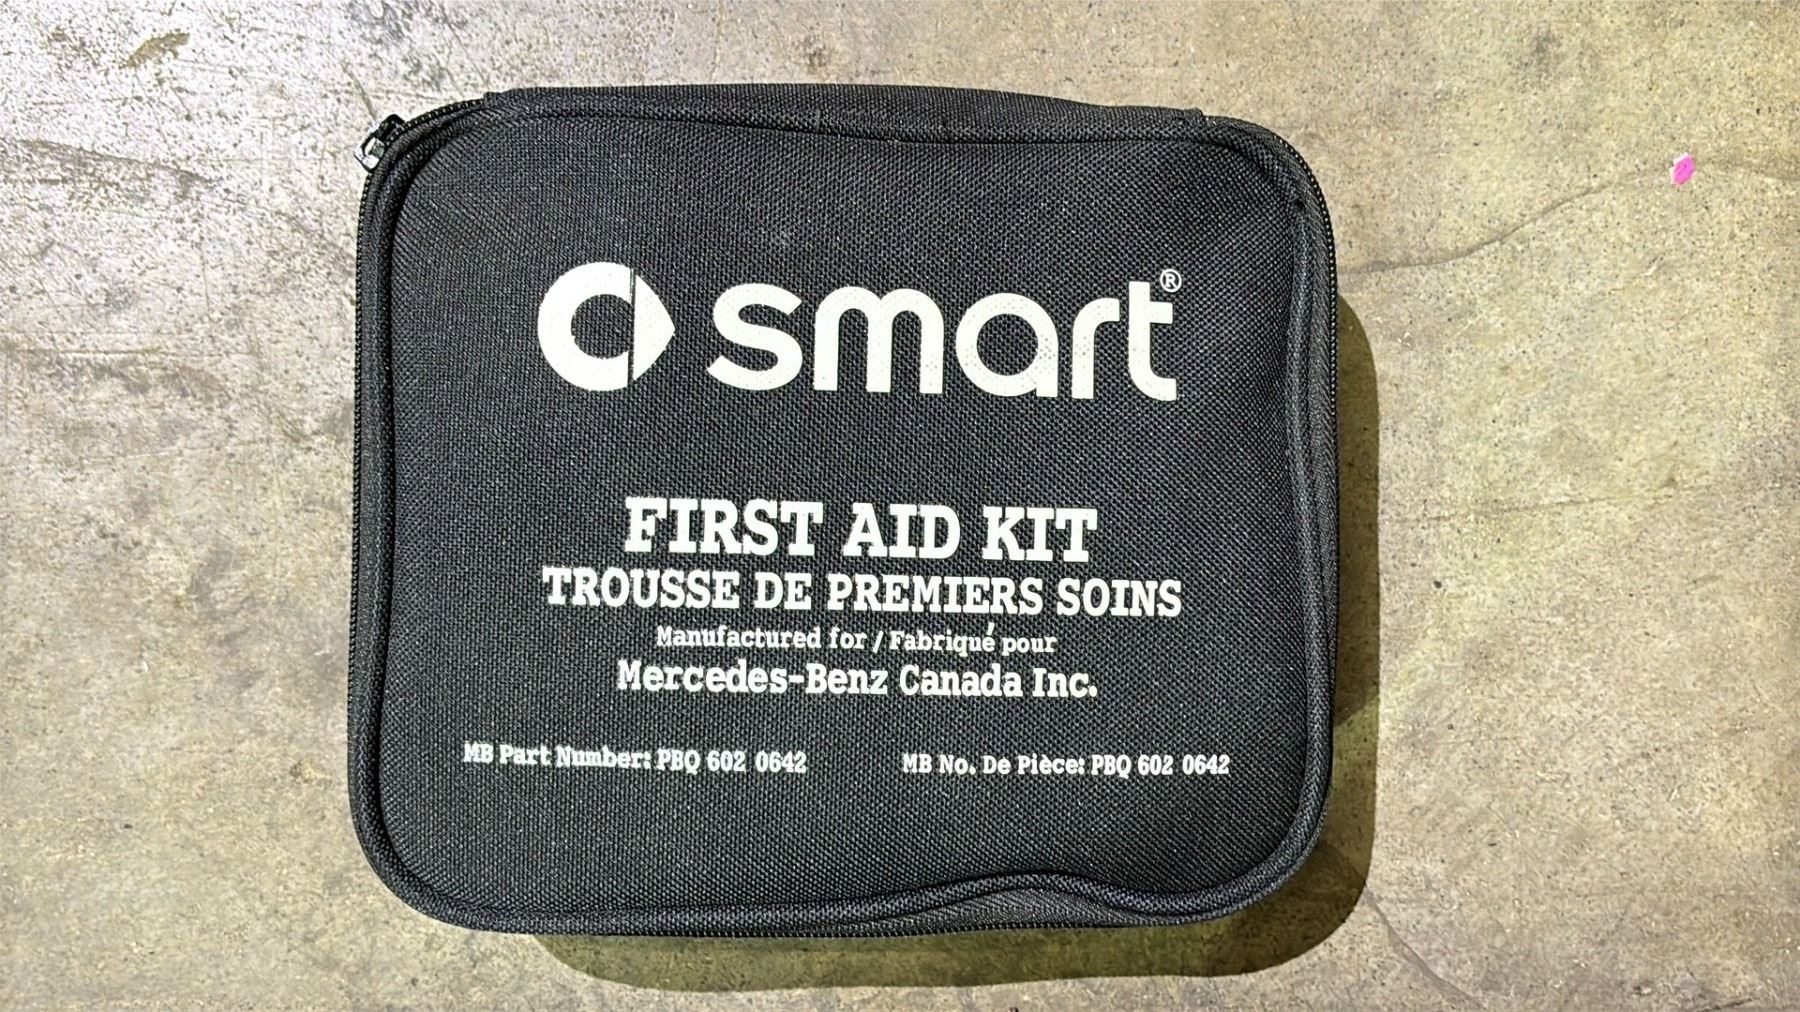 smart®
FIRST AID KIT
TROUSSE DE PREMIERS SOINS
Manufactured for / Fabriqué pour
Mercedes-Benz Canada Inc.
MB Part Number: PBQ 602 0642
MB No. De Pièce: PBQ 602 0642